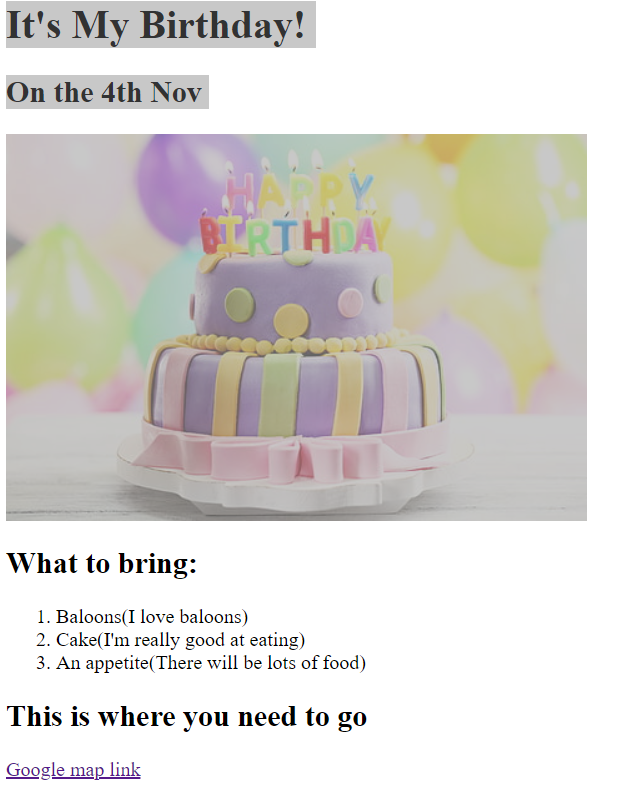 It's My Birthday!
On the 4th Nov
HAPPY
BIRTHDAY
What to bring:
1. Baloons(I love baloons)
2. Cake(I'm really good at eating)
3. An appetite(There will be lots of food)
This is where you need to go
Google map link